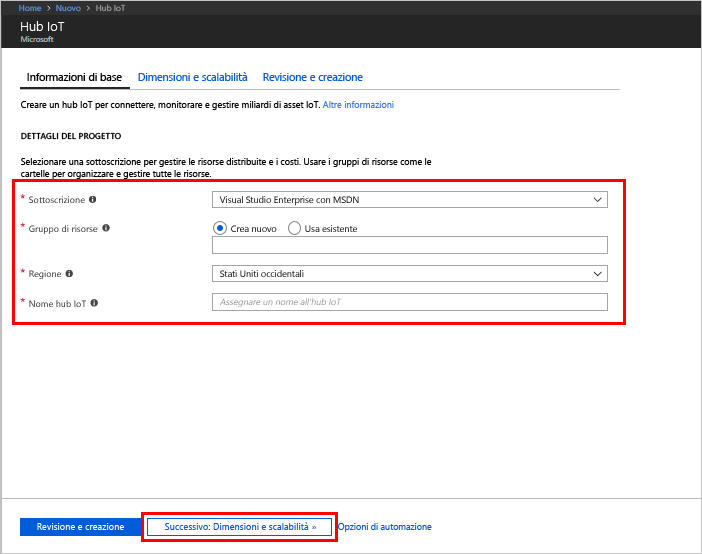 Home > Nuovo > Hub IoT
Hub IoT
Microsoft
Informazioni di base Dimensioni e scalabilità Revisione e creazione
Creare un hub IoT per connettere, monitorare e gestire miliardi di asset IoT. Altre informazioni
DETTAGLI DEL PROGETTO
Selezionare una sottoscrizione per gestire le risorse distribuite e i costi. Usare i gruppi di risorse come le
cartelle per organizzare e gestire tutte le risorse.
* Sottoscrizione Visual Studio Enterprise con MSDN
* Gruppo di risorse Crea nuovo Usa esistente
* Regione Stati Uniti occidentali
* Nome hub IoT Assegnare un nome all'hub IoT
Revisione e creazione Successivo: Dimensioni e scalabilità » Opzioni di automazione